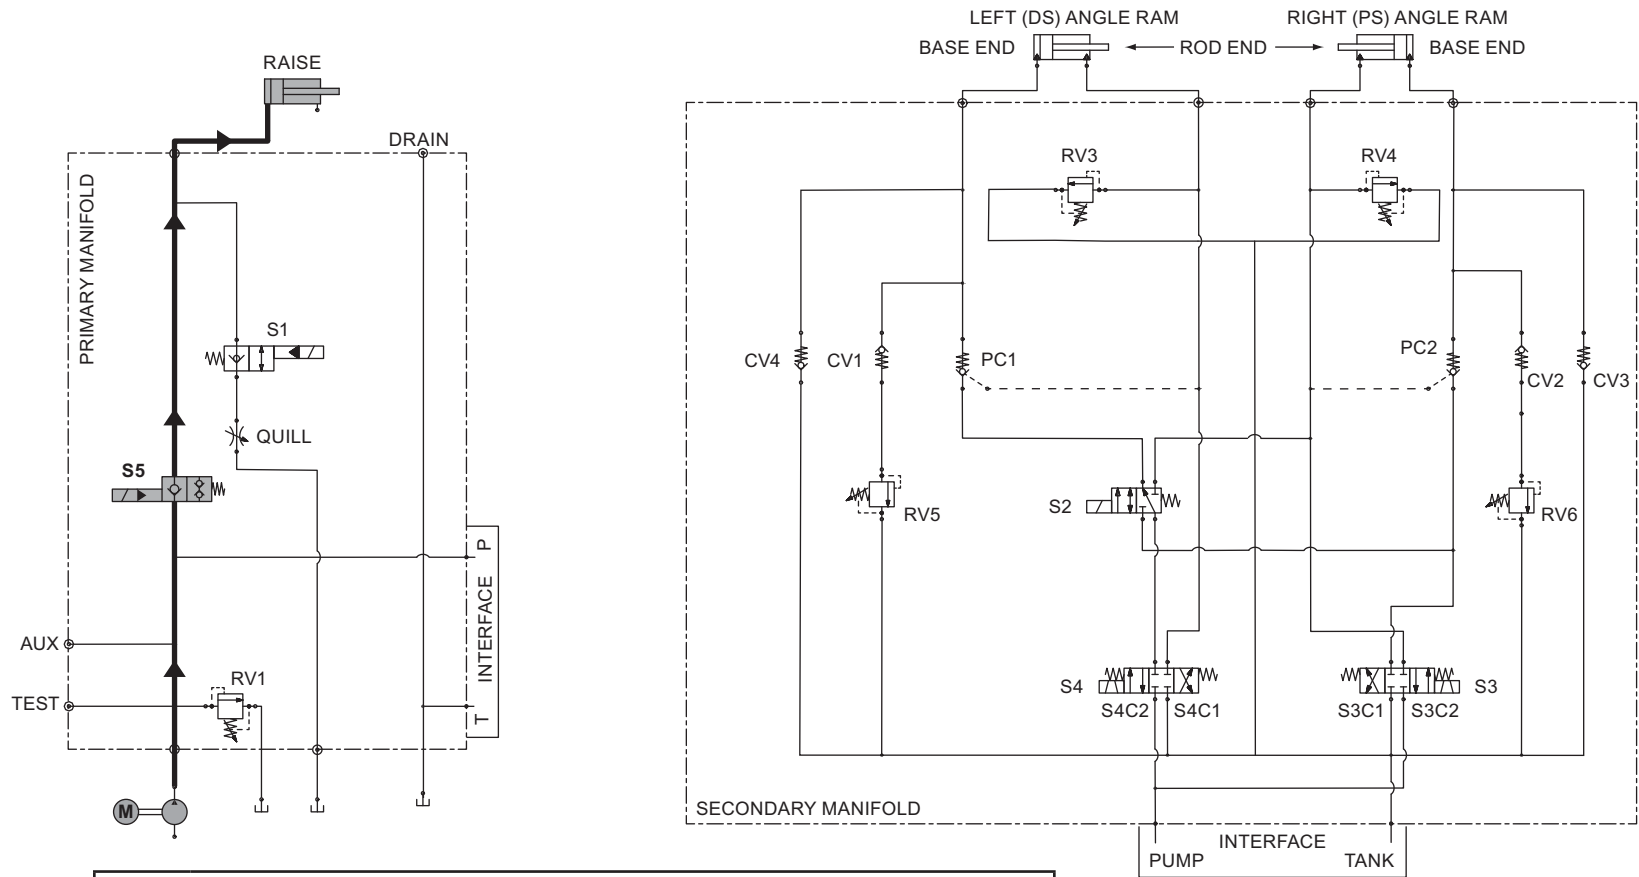 LEFT (DS) ANGLE RAM
RIGHT (PS) ANGLE RAM
BASE END
ROD END
BASE END
RAISE
DRAIN
PRIMARY MANIFOLD
RV3
RV4
S1
CV4
CV1
PC1
PC2
CV2
CV3
QUILL
S5
S2
RV5
RV6
P
INTERFACE
T
AUX
TEST
RV1
S4
S4C2
S4C1
S3C1
S3C2
S3
M
SECONDARY MANIFOLD
INTERFACE
PUMP
TANK